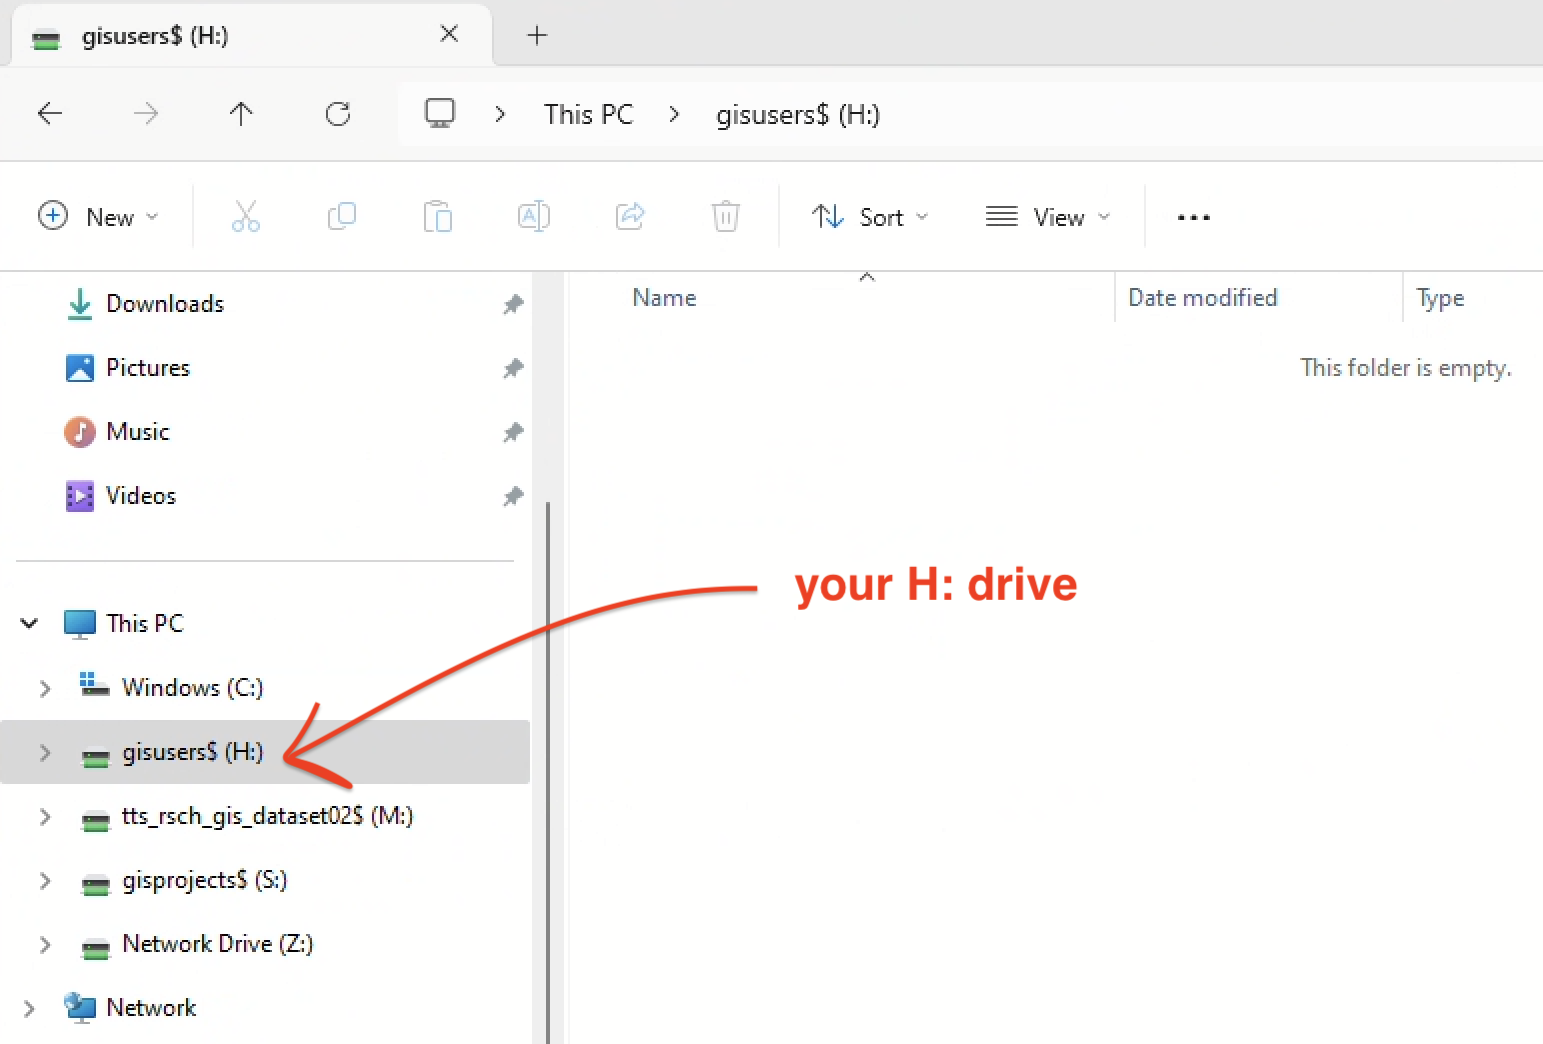 gisusers$ (H:)
This PC > gisusers$ (H:)
New
Sort
View
Downloads
Pictures
Music
Videos
This PC
Windows (C:)
gisusers$ (H:)
tts_rsch_gis_dataset02$ (M:)
gisprojects$ (S:)
Network Drive (Z:)
Network
Name
Date modified
Type
This folder is empty.
your H: drive